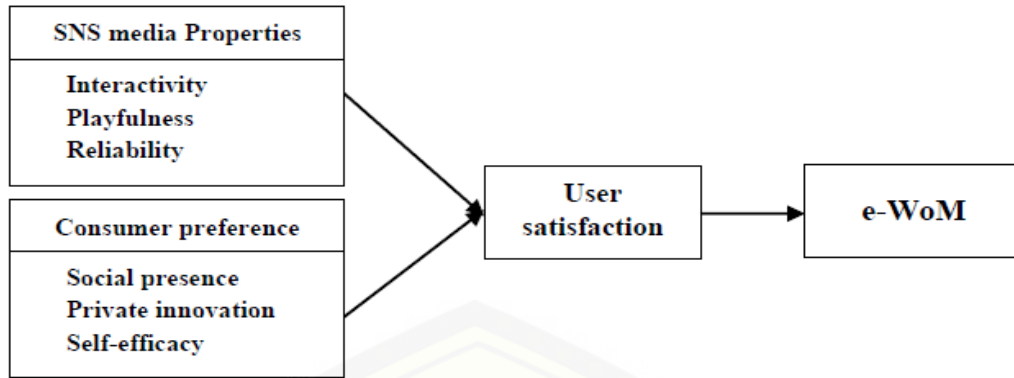 SNS media Properties
Interactivity
Playfulness
Reliability
Consumer preference
Social presence
Private innovation
Self-efficacy
User
satisfaction
e-WoM